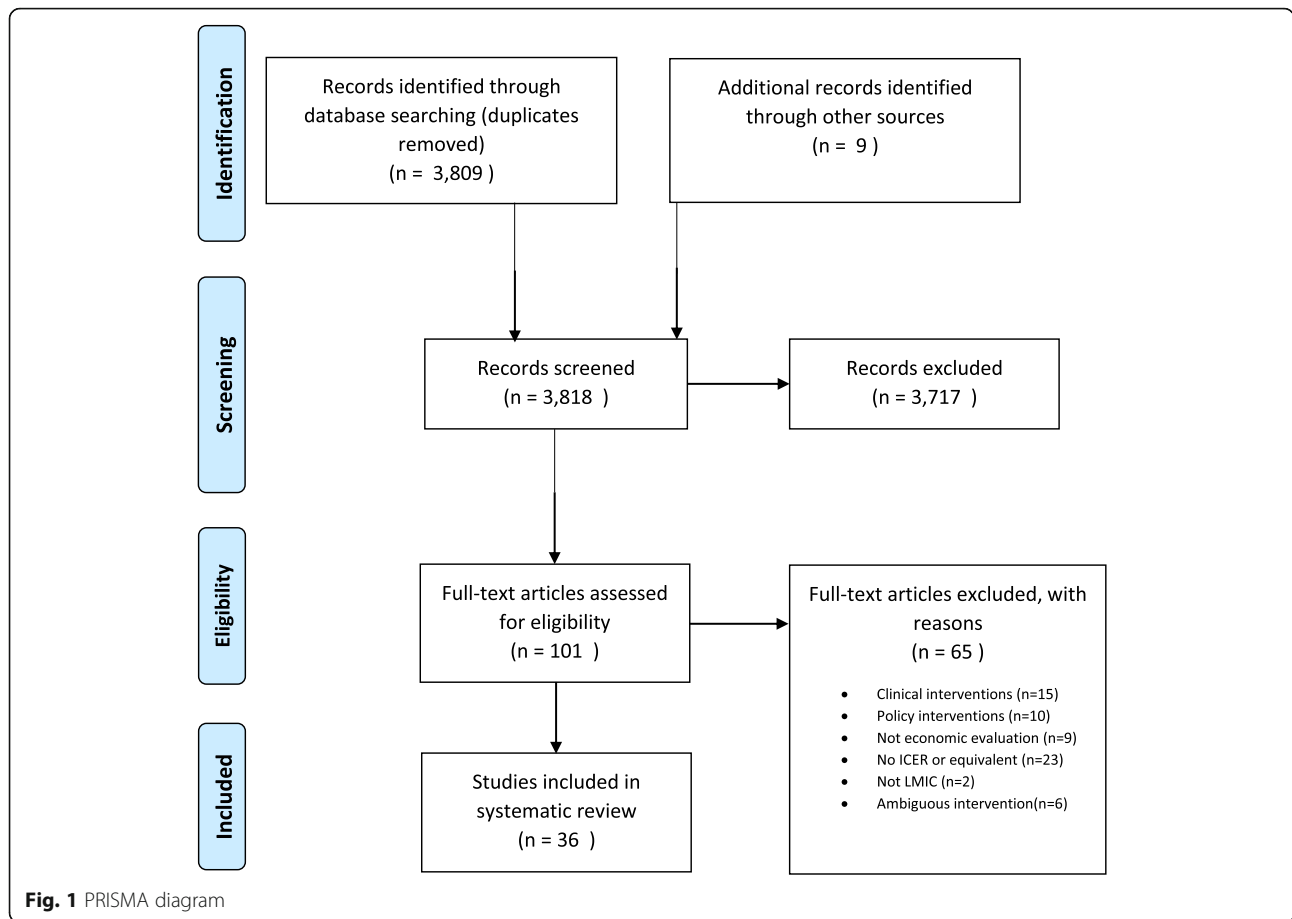 Identification
Records identified through
database searching (duplicates
removed)
(n = 3,809 )
Additional records identified
through other sources
(n = 9 )
Screening
Records screened
(n = 3,818 )
Records excluded
(n = 3,717 )
Eligibility
Full-text articles assessed
for eligibility
(n = 101 )
Full-text articles excluded, with
reasons
(n = 65 )
• Clinical interventions (n=15)
• Policy interventions (n=10)
• Not economic evaluation (n=9)
• No ICER or equivalent (n=23)
• Not LMIC (n=2)
• Ambiguous intervention(n=6)
Included
Studies included in
systematic review
(n = 36 )
Fig. 1 PRISMA diagram